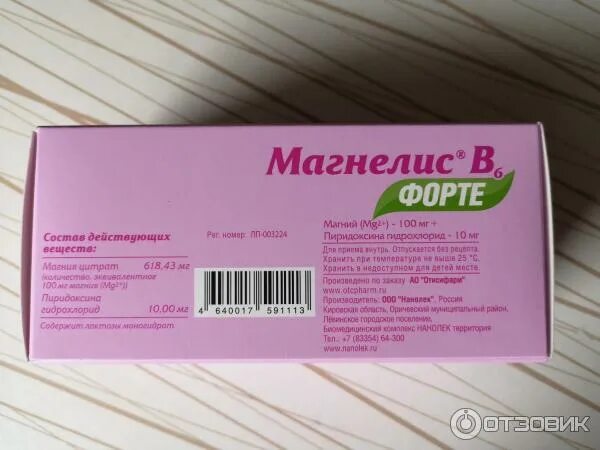 Магнелис® B6
ФОРТЕ
Магний (Mg²⁺) - 100 мг +
Пиридоксина гидрохлорид - 10 мг
Для приема внутрь. Отпускается без рецепта.
Хранить при температуре не выше 25 °C.
Хранить в недоступном для детей месте.
Произведено по заказу АО "Отисифарм"
www.otcpharm.ru
Производитель: ООО "Нанолек", Россия
Кировская область, Оричевский муниципальный район,
Лёвинское городское поселение,
Биомедицинский комплекс НАНОЛЕК территория
Тел.: +7 (83354) 64-300
www.nanolek.ru
Состав действующих
веществ:
Магния цитрат 618,43 мг
(количество, эквивалентное
100 мг магния (Mg²⁺))
Пиридоксина
гидрохлорид 10,00 мг
Содержит лактозы моногидрат
Рег. номер: ЛП-003224
4 640017 591113
ОТЗОВИК